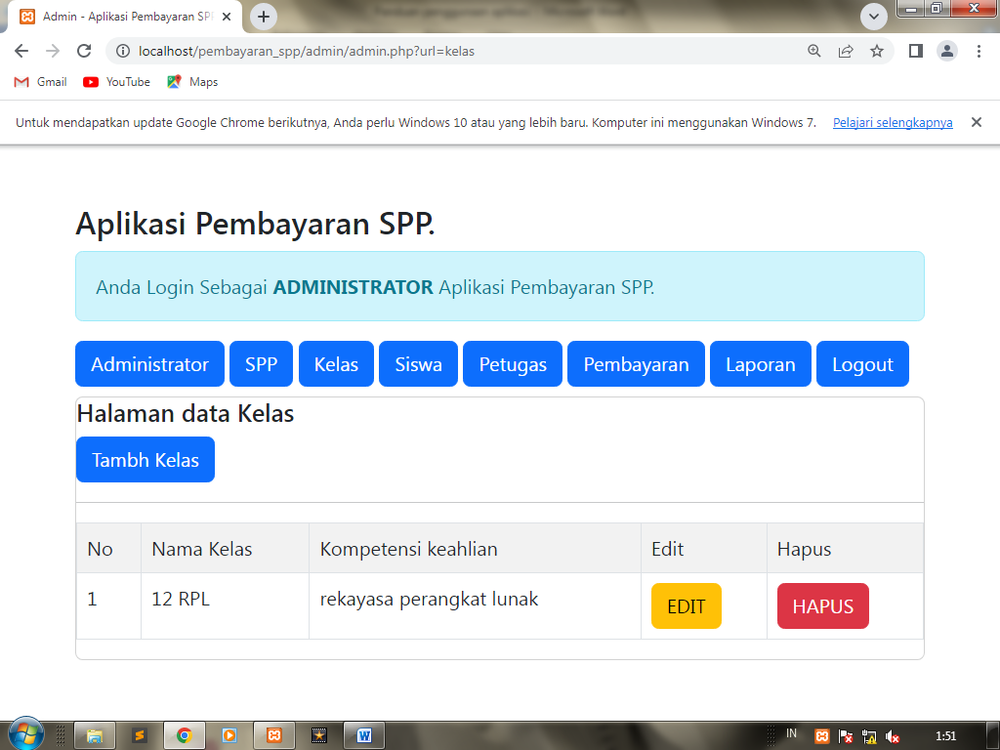 Admin - Aplikasi Pembayaran SP
localhost/pembayaran_spp/admin/admin.php?url=kelas
Gmail YouTube Maps
Untuk mendapatkan update Google Chrome berikutnya, Anda perlu Windows 10 atau yang lebih baru. Komputer ini menggunakan Windows 7. Pelajari selengkapnya
Aplikasi Pembayaran SPP.
Anda Login Sebagai ADMINISTRATOR Aplikasi Pembayaran SPP.
Administrator SPP Kelas Siswa Petugas Pembayaran Laporan Logout
Halaman data Kelas
Tambh Kelas
No Nama Kelas Kompetensi keahlian Edit Hapus
1 12 RPL rekayasa perangkat lunak EDIT HAPUS
IN 1:51